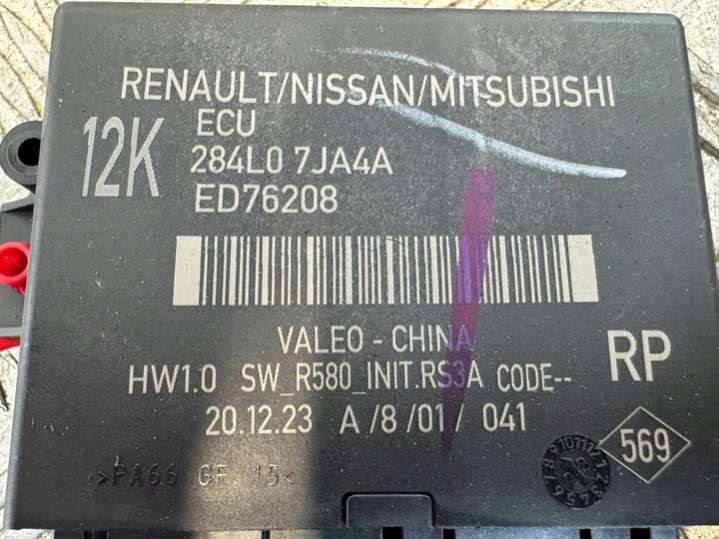 RENAULT/NISSAN/MITSUBISHI
12K
ECU
284L0 7JA4A
ED76208
VALEO - CHINA
HW1.0 SW_R580_INIT.RS3A CODE--
RP
20.12.23 A/8/01/ 041
569
>PA66 GF 15<